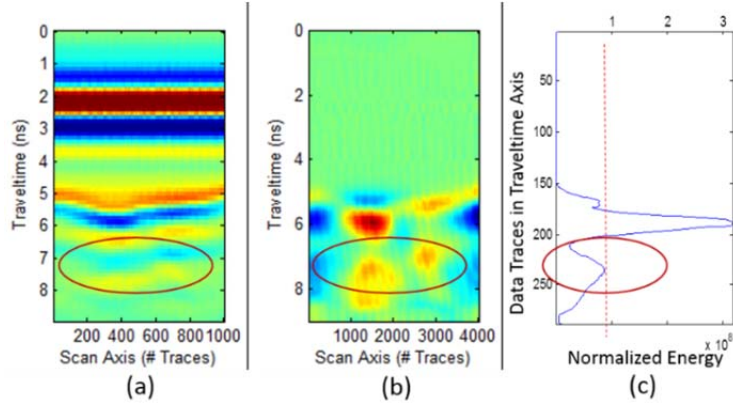 0
1
2
3
4
5
6
7
8
Traveltime (ns)
200 400 600 800 1000
Scan Axis (# Traces)
(a)
0
2
4
6
8
Traveltime (ns)
1000 2000 3000 4000
Scan Axis (# Traces)
(b)
1 2 3
50
100
150
200
250
Data Traces in Traveltime Axis
x 10⁸
Normalized Energy
(c)